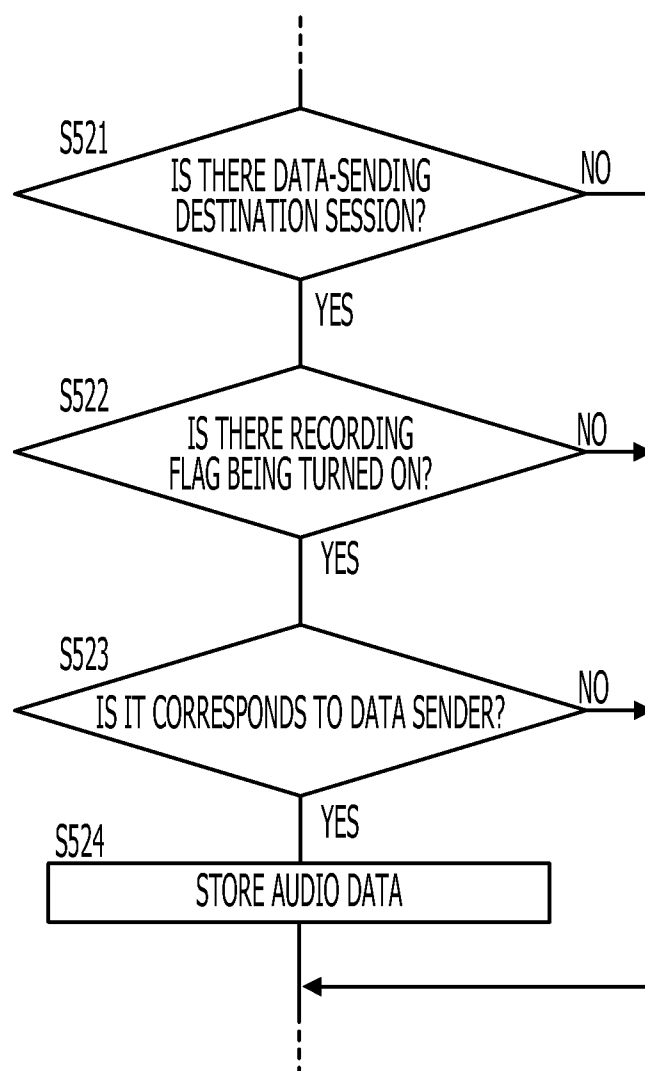 S521
IS THERE DATA-SENDING
DESTINATION SESSION?
NO
YES
S522
IS THERE RECORDING
FLAG BEING TURNED ON?
NO
YES
S523
IS IT CORRESPONDS TO DATA SENDER?
NO
YES
S524
STORE AUDIO DATA